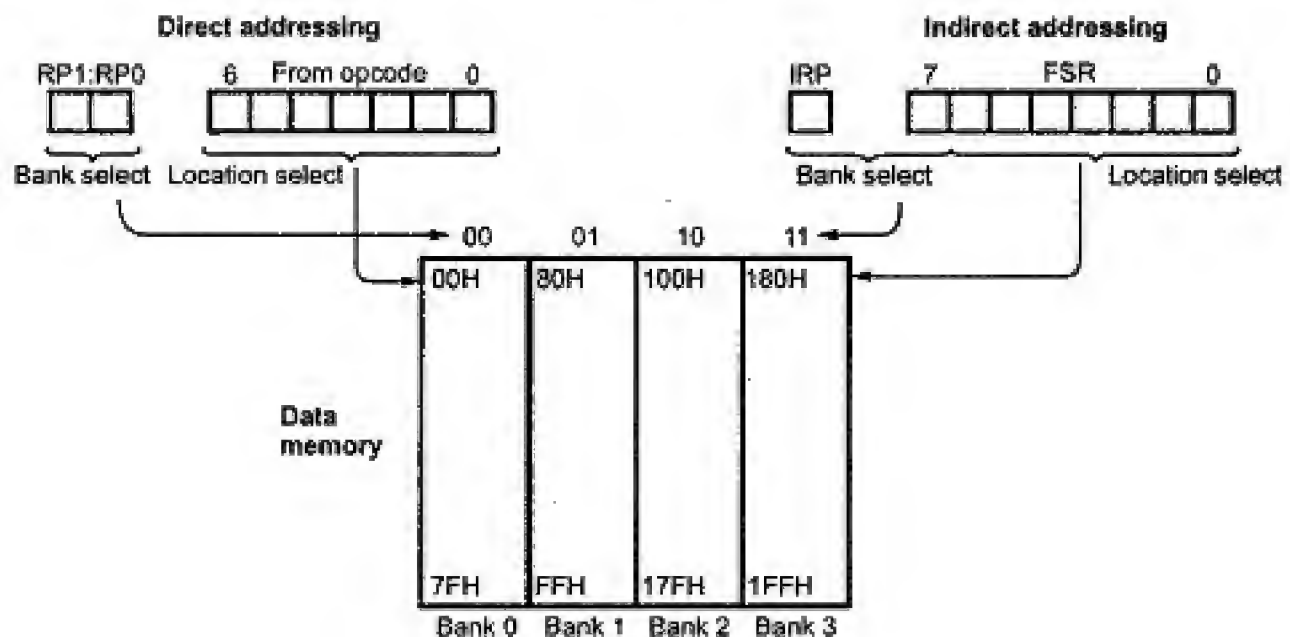 Direct addressing
Indirect addressing
RP1:RP0
6 From opcode 0
IRP
7 FSR 0
Bank select
Location select
Bank select
Location select
00 01 10 11
00H 80H 100H 180H
Data
memory
7FH FFH 17FH 1FFH
Bank 0 Bank 1 Bank 2 Bank 3